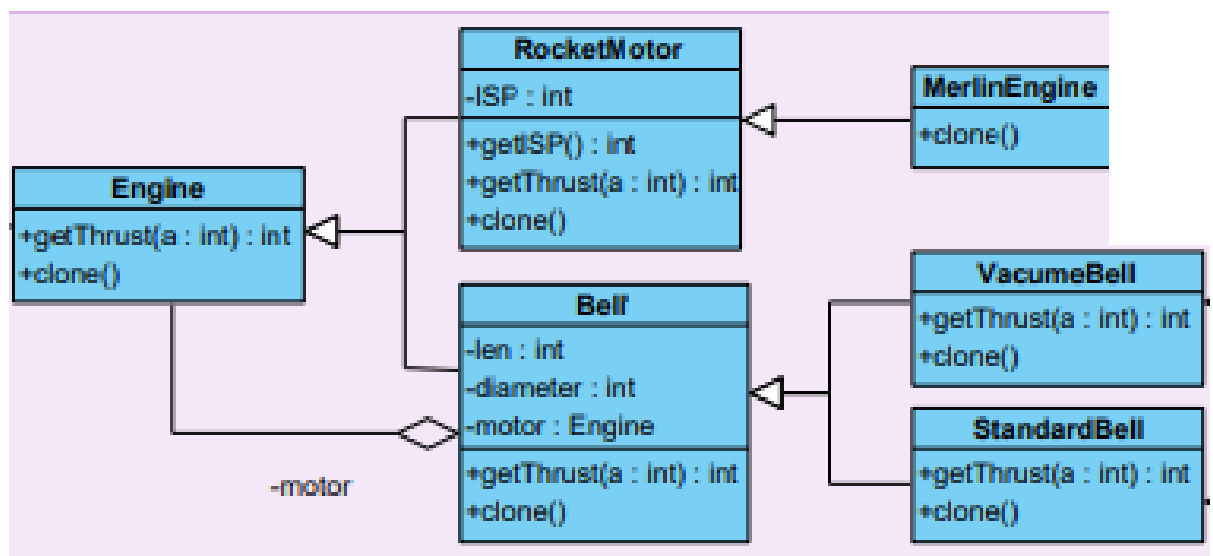 RocketMotor
-ISP : int
+getISP() : int
+getThrust(a : int) : int
+clone()
MerlinEngine
+clone()
Engine
+getThrust(a : int) : int
+clone()
Bell
-len : int
-diameter : int
-motor : Engine
+getThrust(a : int) : int
+clone()
-motor
VacumeBell
+getThrust(a : int) : int
+clone()
StandardBell
+getThrust(a : int) : int
+clone()